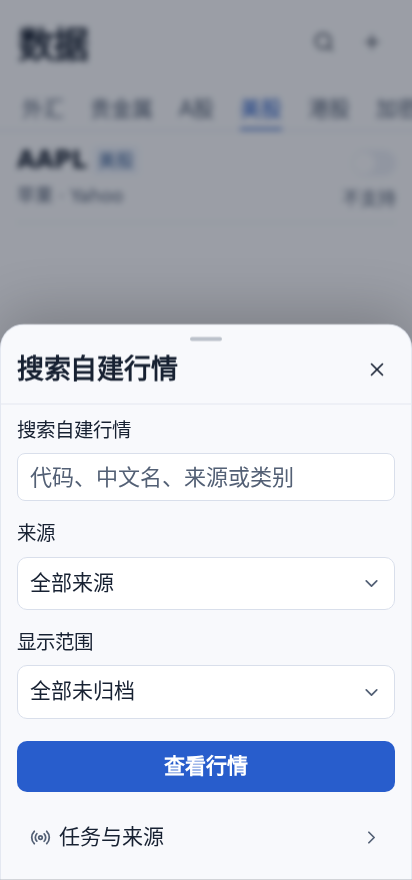 数据
外汇 贵金属 A股 美股 港股 加密
AAPL 美股
苹果 · Yahoo
不支持
搜索自建行情
搜索自建行情
代码、中文名、来源或类别
来源
全部来源
显示范围
全部未归档
查看行情
任务与来源